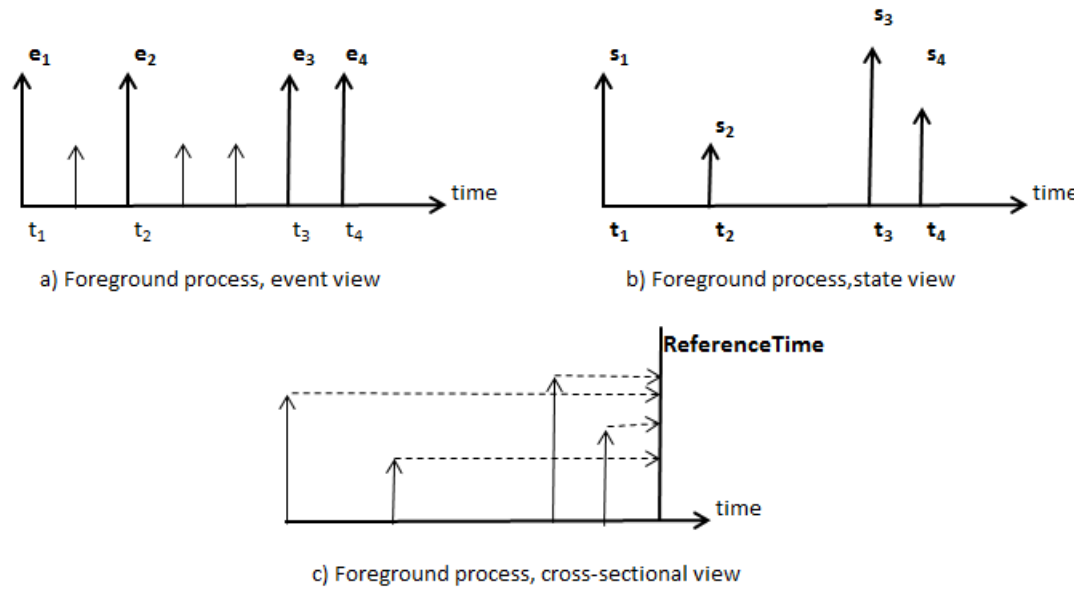 e₁ e₂ e₃ e₄
time
t₁ t₂ t₃ t₄
a) Foreground process, event view
s₁ s₂ s₃ s₄
time
t₁ t₂ t₃ t₄
b) Foreground process,state view
ReferenceTime
time
c) Foreground process, cross-sectional view